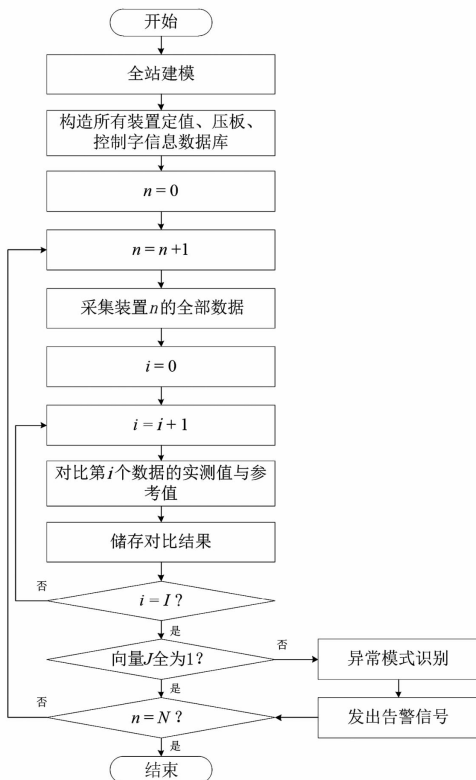 开始
全站建模
构造所有装置定值、压板、
控制字信息数据库
n = 0
n = n+1
采集装置n的全部数据
i = 0
i = i + 1
对比第i个数据的实测值与参
考值
储存对比结果
否
i = I ?
是
向量J全为1?
否
异常模式识别
是
否
n = N ?
发出告警信号
是
结束